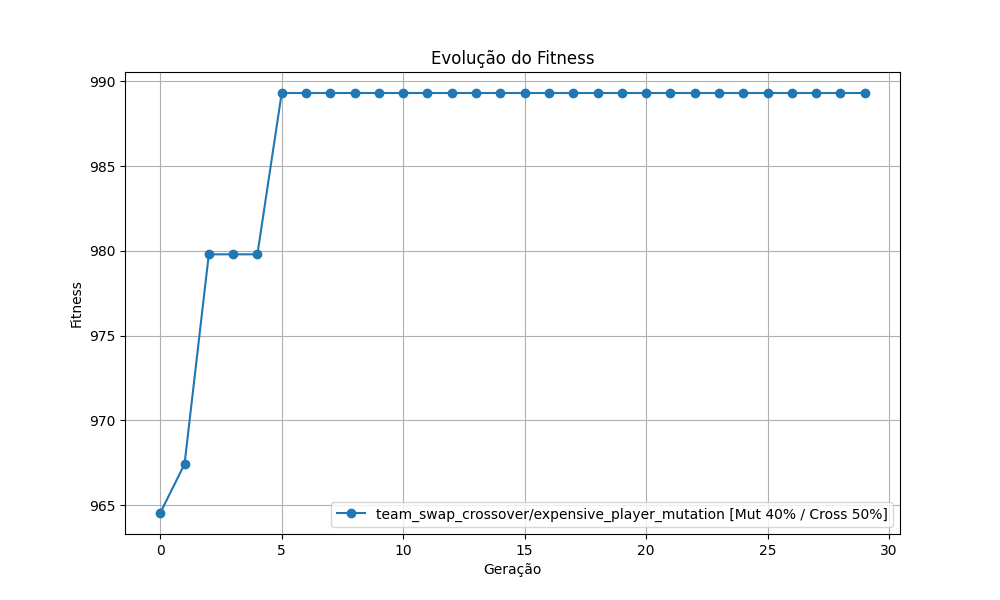 Evolução do Fitness
Fitness
990
985
980
975
970
965
team_swap_crossover/expensive_player_mutation [Mut 40% / Cross 50%]
0 5 10 15 20 25 30
Geração